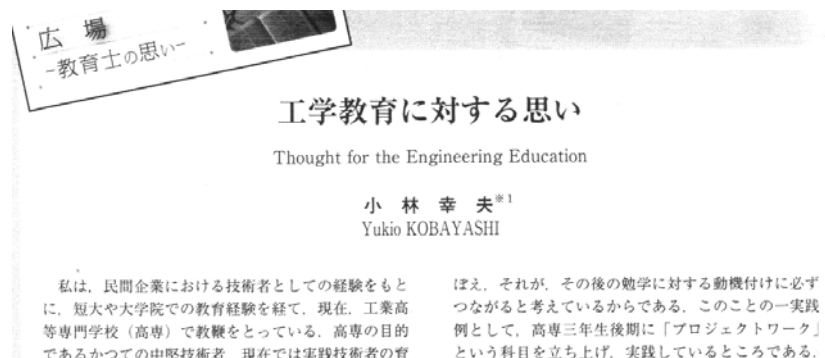 広場
-教育士の思い-
工学教育に対する思い
Thought for the Engineering Education
小林幸夫※1
Yukio KOBAYASHI
私は，民間企業における技術者としての経験をもと
に，短大や大学院での教育経験を経て，現在，工業高
等専門学校（高専）で教鞭をとっている．高専の目的
であるかつての中堅技術者，現在では実践技術者の育
ぼえ，それが，その後の勉学に対する動機付けに必ず
つながると考えているからである．このことの一実践
例として，高専三年生後期に「プロジェクトワーク」
という科目を立ち上げ，実践しているところである．